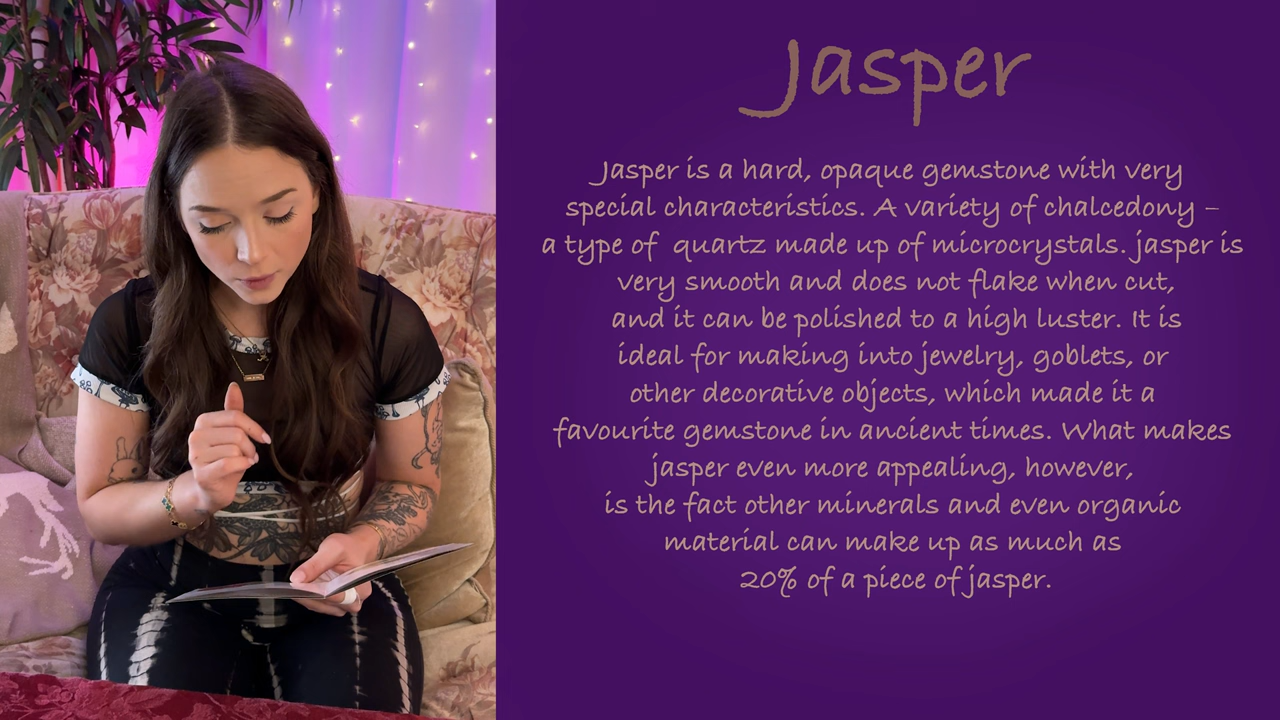 Jasper
Jasper is a hard, opaque gemstone with very
special characteristics. A variety of chalcedony –
a type of quartz made up of microcrystals. jasper is
very smooth and does not flake when cut,
and it can be polished to a high luster. It is
ideal for making into jewelry, goblets, or
other decorative objects, which made it a
favourite gemstone in ancient times. What makes
jasper even more appealing, however,
is the fact other minerals and even organic
material can make up as much as
20% of a piece of jasper.